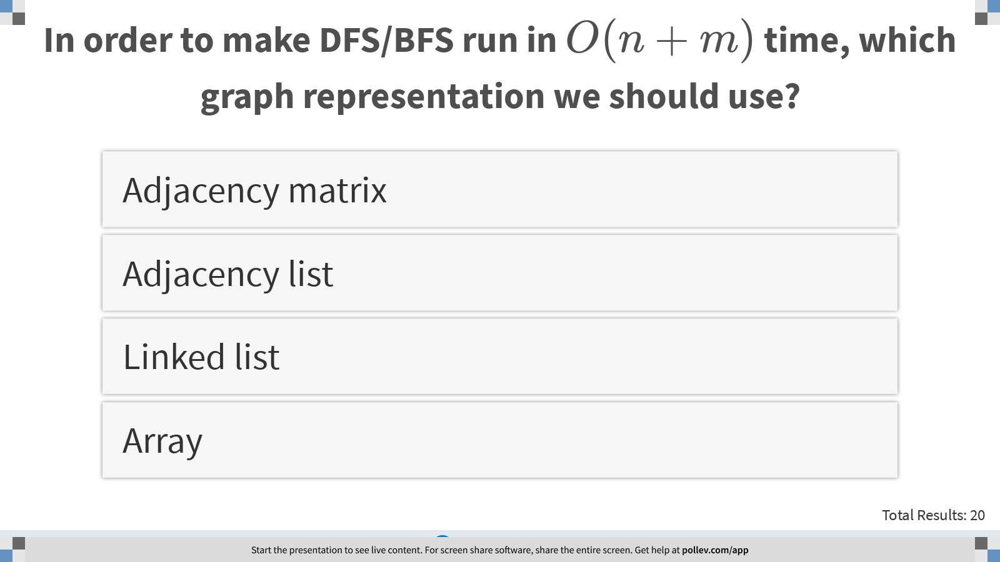 In order to make DFS/BFS run in O(n + m) time, which
graph representation we should use?
Adjacency matrix
Adjacency list
Linked list
Array
Total Results: 20
Start the presentation to see live content. For screen share software, share the entire screen. Get help at pollev.com/app